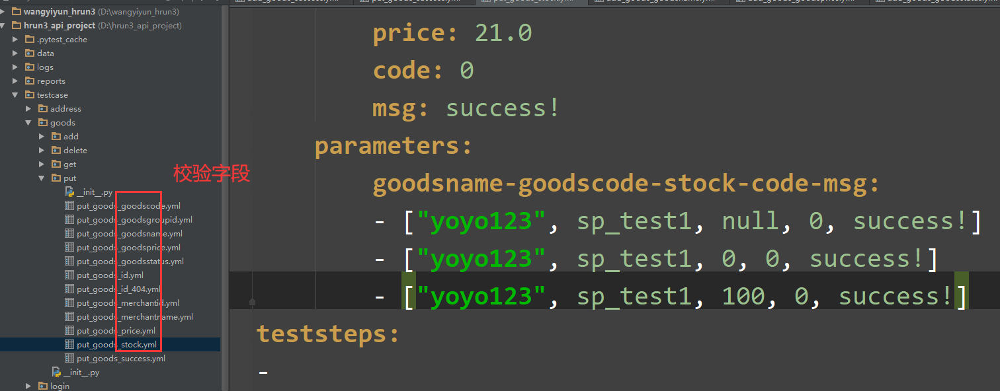 wangyiyun_hrun3 (D:\wangyiyun_hrun3)
hrun3_api_project (D:\hrun3_api_project)
.pytest_cache
data
logs
reports
testcase
address
goods
add
delete
get
put
校验字段
__init__.py
put_goods_goodscode.yml
put_goods_goodsgroupid.yml
put_goods_goodsname.yml
put_goods_goodsprice.yml
put_goods_goodsstatus.yml
put_goods_id.yml
put_goods_id_404.yml
put_goods_merchantid.yml
put_goods_merchantname.yml
put_goods_price.yml
put_goods_stock.yml
put_goods_success.yml
__init__.py
login
price: 21.0
code: 0
msg: success!
parameters:
goodsname-goodscode-stock-code-msg:
- ["yoyo123", sp_test1, null, 0, success!]
- ["yoyo123", sp_test1, 0, 0, success!]
- ["yoyo123", sp_test1, 100, 0, success!]
teststeps:
-